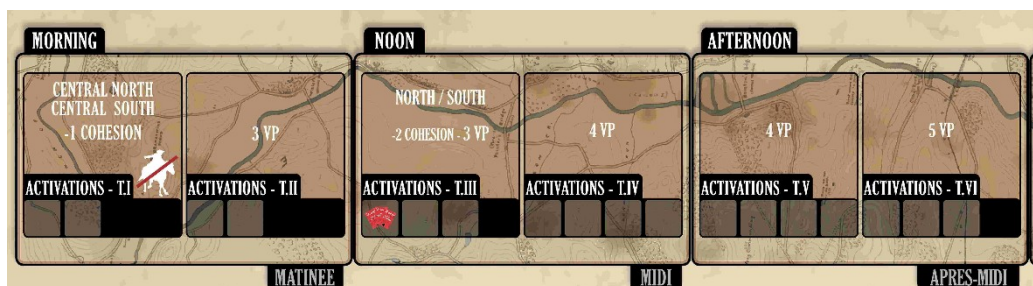 MORNING
NOON
AFTERNOON
CENTRAL NORTH
CENTRAL SOUTH
-1 COHESION
3 VP
NORTH / SOUTH
-2 COHESION - 3 VP
4 VP
4 VP
5 VP
ACTIVATIONS - T.I
ACTIVATIONS - T.II
ACTIVATIONS - T.III
ACTIVATIONS - T.IV
ACTIVATIONS - T.V
ACTIVATIONS - T.VI
MATINEE
MIDI
APRES-MIDI